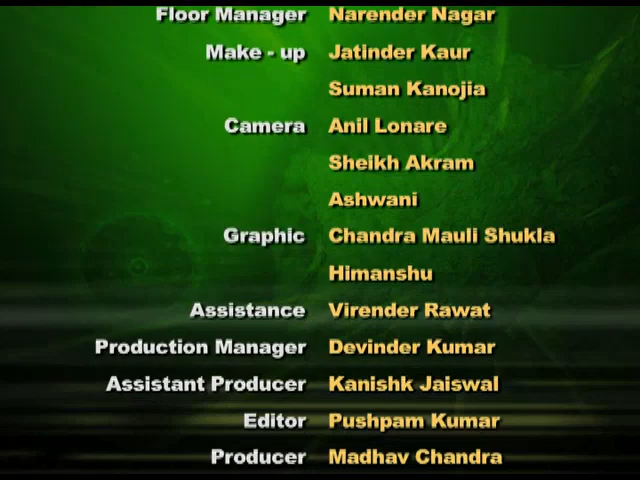 Floor Manager Narender Nagar
Make - up Jatinder Kaur
Suman Kanojia
Camera Anil Lonare
Sheikh Akram
Ashwani
Graphic Chandra Mauli Shukla
Himanshu
Assistance Virender Rawat
Production Manager Devinder Kumar
Assistant Producer Kanishk Jaiswal
Editor Pushpam Kumar
Producer Madhav Chandra